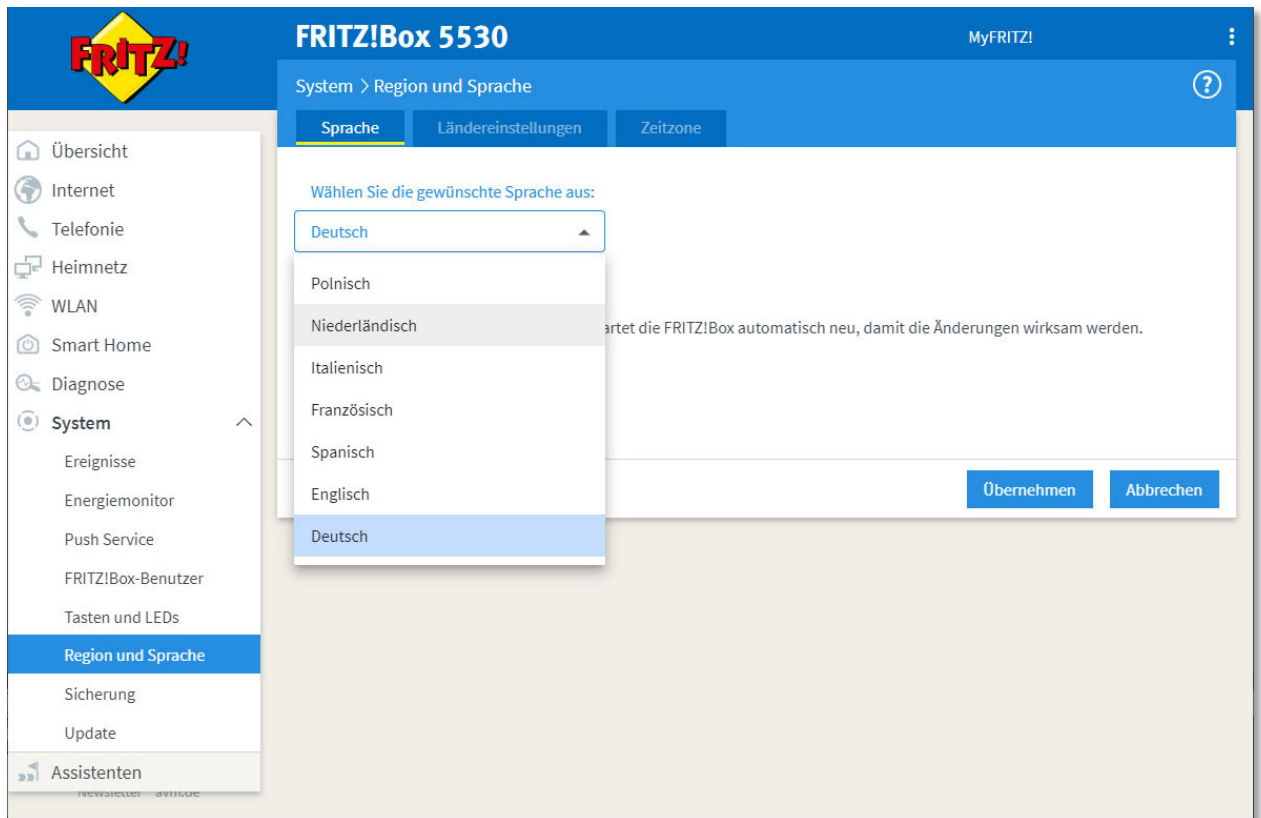 FRITZ!
FRITZ!Box 5530
MyFRITZ!
System > Region und Sprache
?
Sprache
Ländereinstellungen
Zeitzone
Übersicht
Internet
Telefonie
Heimnetz
WLAN
Smart Home
Diagnose
System
Ereignisse
Energiemonitor
Push Service
FRITZ!Box-Benutzer
Tasten und LEDs
Region und Sprache
Sicherung
Update
Assistenten
Newsletter avm.de
Wählen Sie die gewünschte Sprache aus:
Deutsch
Polnisch
Niederländisch
Italienisch
Französisch
Spanisch
Englisch
Deutsch
die FRITZ!Box automatisch neu, damit die Änderungen wirksam werden.
Übernehmen
Abbrechen